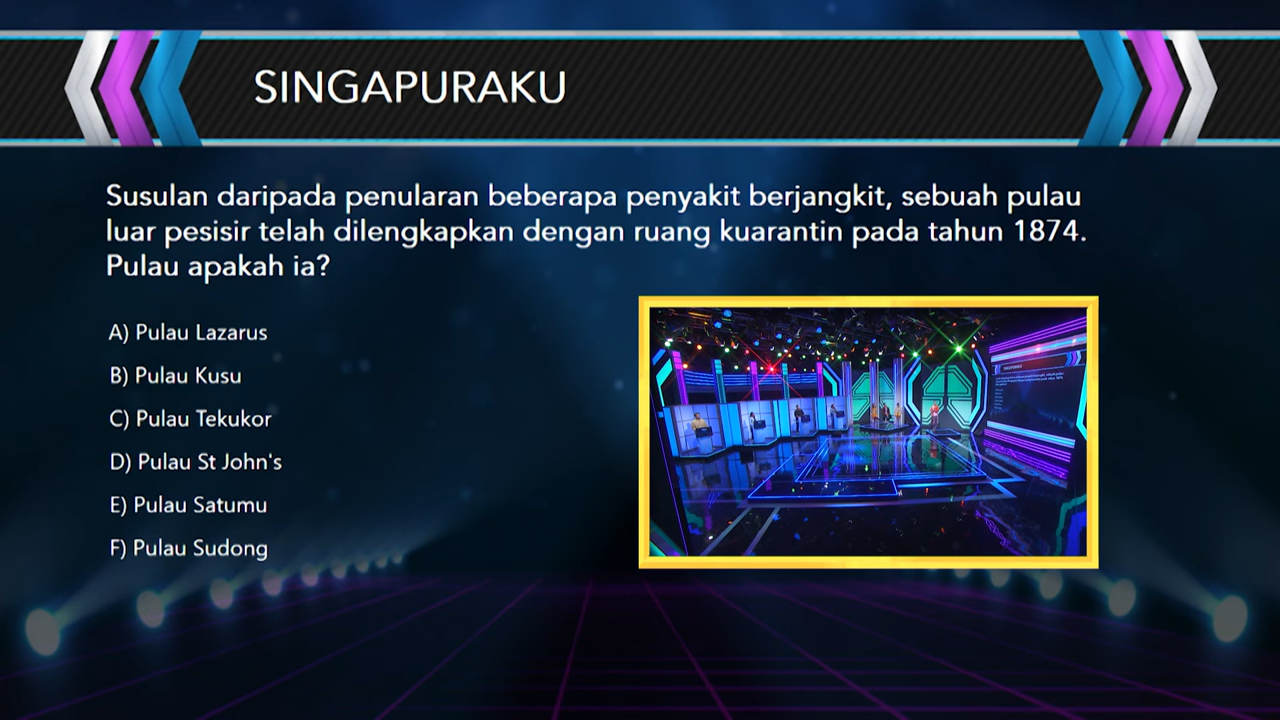 SINGAPURAKU
Susulan daripada penularan beberapa penyakit berjangkit, sebuah pulau
luar pesisir telah dilengkapkan dengan ruang kuarantin pada tahun 1874.
Pulau apakah ia?
A) Pulau Lazarus
B) Pulau Kusu
C) Pulau Tekukor
D) Pulau St John's
E) Pulau Satumu
F) Pulau Sudong